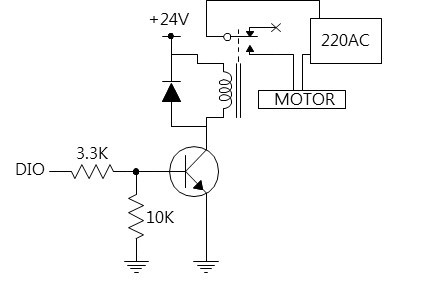 +24V
220AC
MOTOR
3.3K
DIO
10K